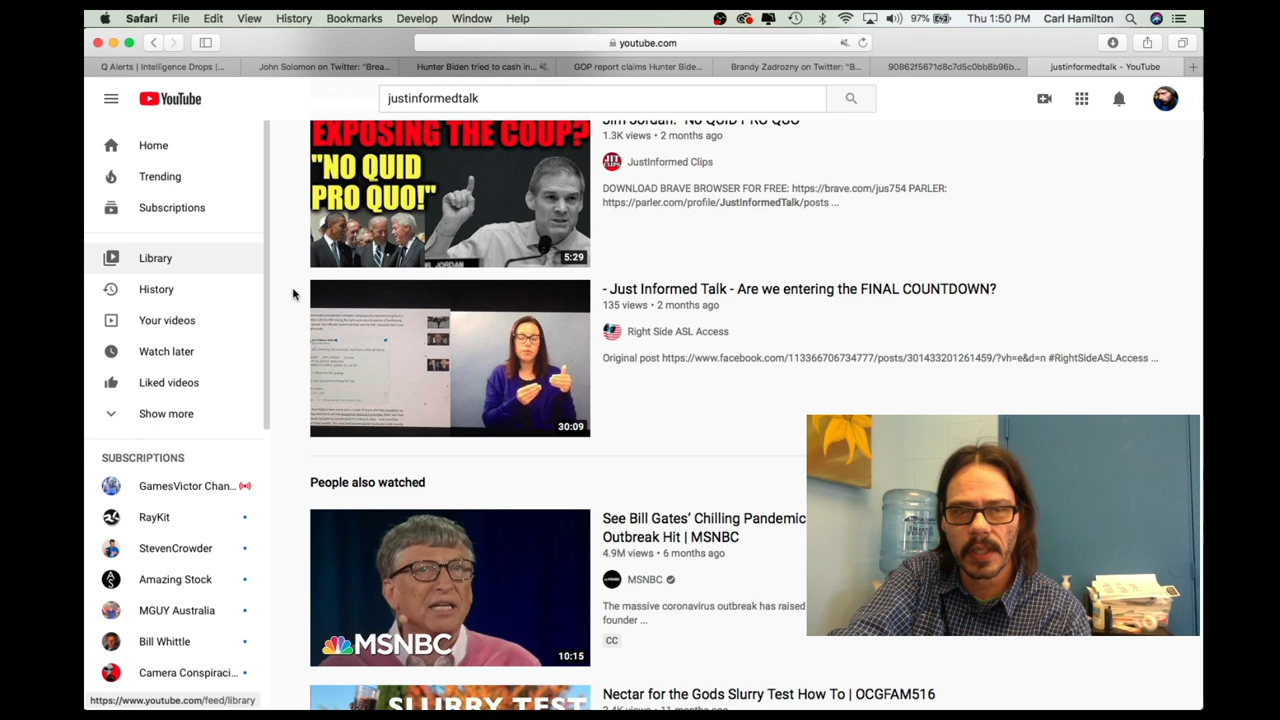 Safari File Edit View History Bookmarks Develop Window Help 97% Thu 1:50 PM Carl Hamilton
youtube.com
Q Alerts | Intelligence Drops |... John Solomon on Twitter: "Brea... Hunter Biden tried to cash in... GOP report claims Hunter Bide... Brandy Zadrozny on Twitter: "B... 90862f5671d8c7d5c0bb8b96b... justinformedtalk - YouTube
YouTube
justinformedtalk
Home
Trending
Subscriptions
Library
History
Your videos
Watch later
Liked videos
Show more
SUBSCRIPTIONS
GamesVictor Chan...
RayKit
StevenCrowder
Amazing Stock
MGUY Australia
Bill Whittle
Camera Conspiraci...
https://www.youtube.com/feed/library
EXPOSING THE COUP?
"NO QUID
PRO QUO!"
5:29
Jim Jordan: "NO QUID PRO QUO"
1.3K views • 2 months ago
JustInformed Clips
DOWNLOAD BRAVE BROWSER FOR FREE: https://brave.com/jus754 PARLER:
https://parler.com/profile/JustInformedTalk/posts ...
30:09
- Just Informed Talk - Are we entering the FINAL COUNTDOWN?
135 views • 2 months ago
Right Side ASL Access
Original post https://www.facebook.com/113366706734777/posts/301433201261459/?vh=e&d=n #RightSideASLAccess ...
People also watched
MSNBC
10:15
See Bill Gates' Chilling Pandemic
Outbreak Hit | MSNBC
4.9M views • 6 months ago
MSNBC
The massive coronavirus outbreak has raised
founder ...
CC
SLURRY TEST
Nectar for the Gods Slurry Test How To | OCGFAM516